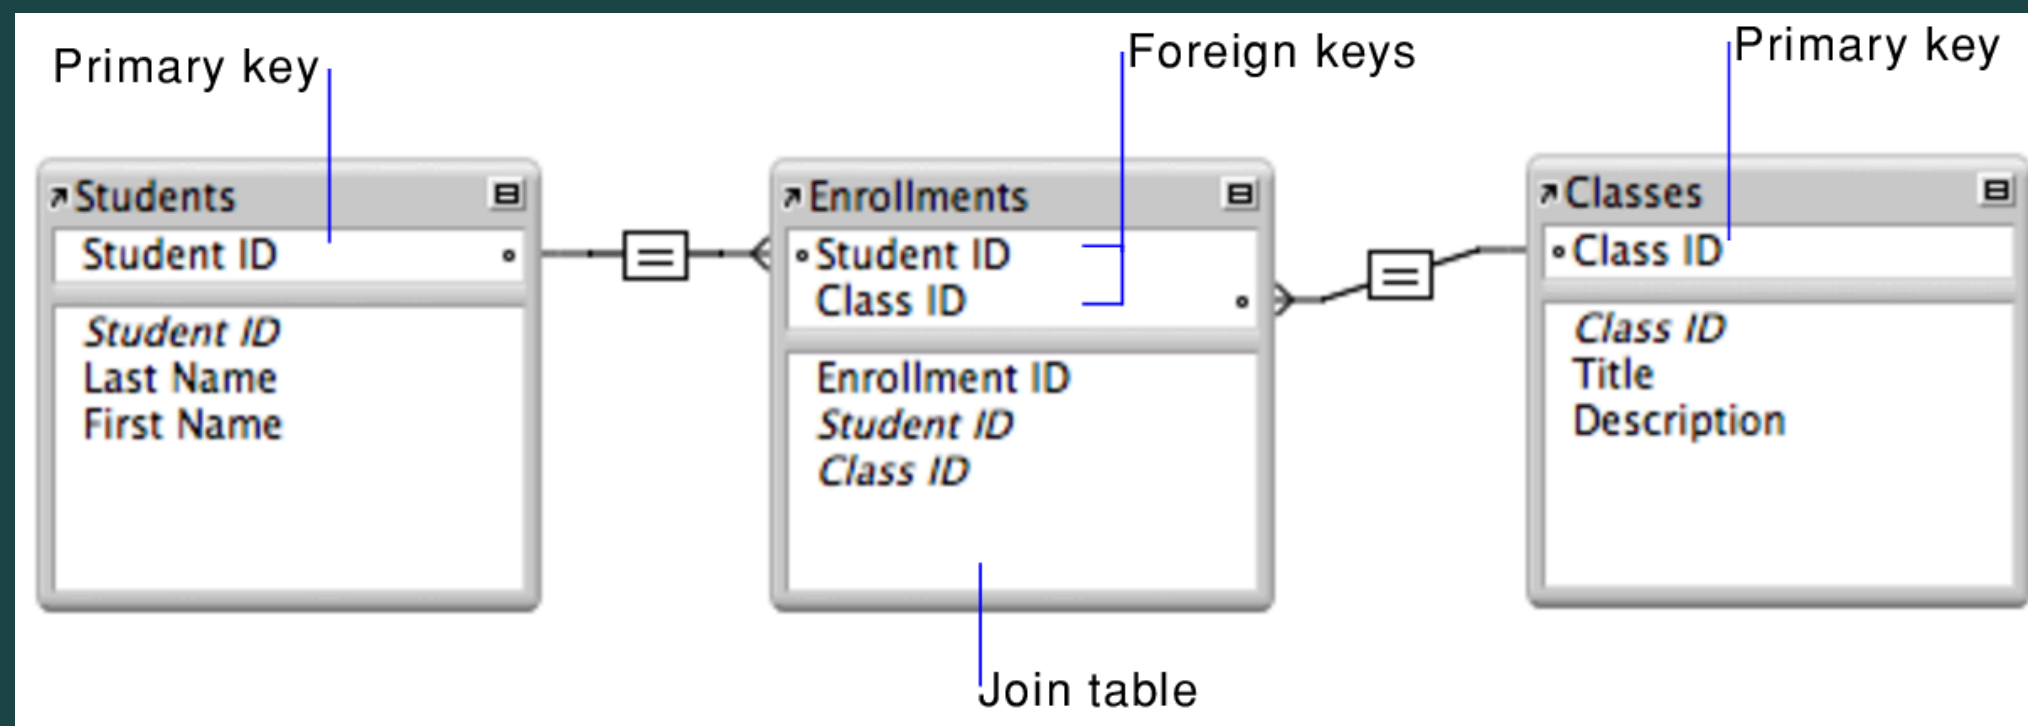 Primary key
Foreign keys
Primary key
Students
Student ID
Student ID
Last Name
First Name
Enrollments
Student ID
Class ID
Enrollment ID
Student ID
Class ID
Classes
Class ID
Class ID
Title
Description
Join table